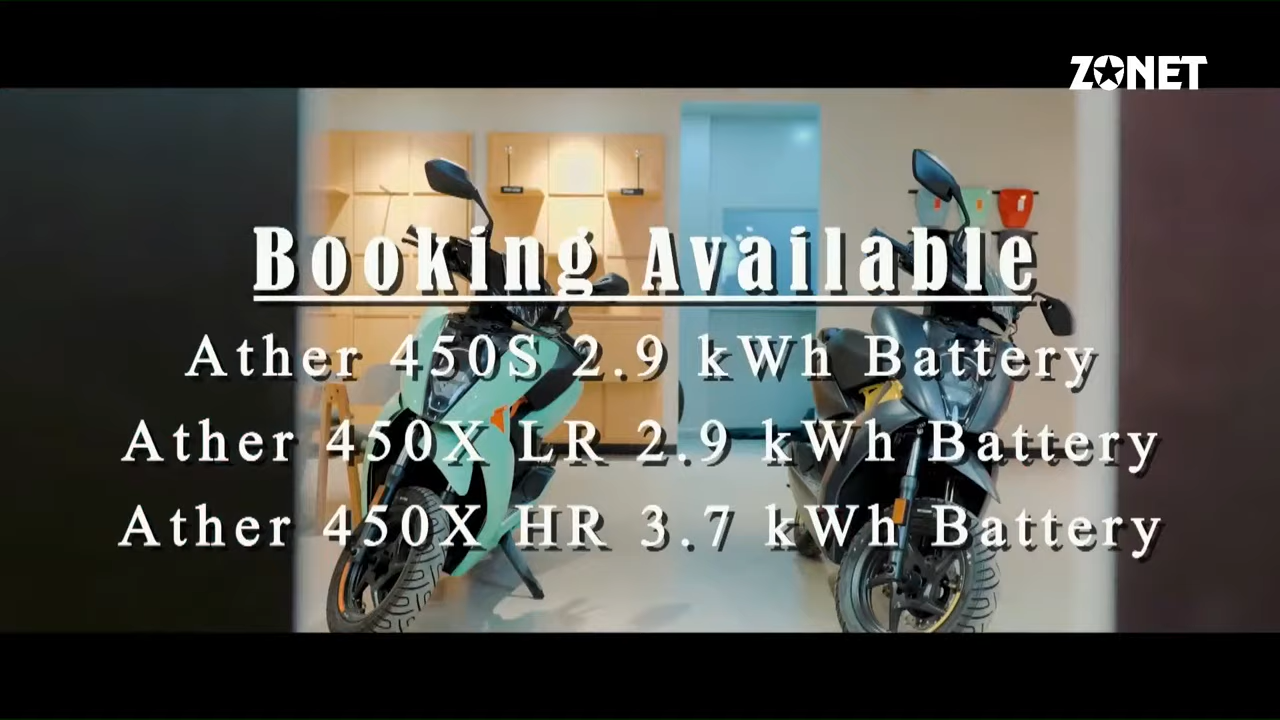 ZONET
Booking Available
Ather 450S 2.9 kWh Battery
Ather 450X LR 2.9 kWh Battery
Ather 450X HR 3.7 kWh Battery